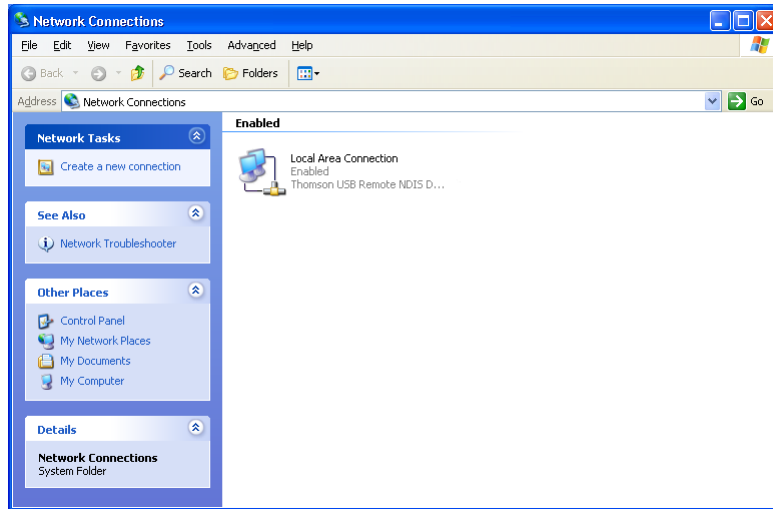 Network Connections
File Edit View Favorites Tools Advanced Help
Back Search Folders
Address Network Connections Go
Network Tasks
Create a new connection
See Also
Network Troubleshooter
Other Places
Control Panel
My Network Places
My Documents
My Computer
Details
Network Connections
System Folder
Enabled
Local Area Connection
Enabled
Thomson USB Remote NDIS D...